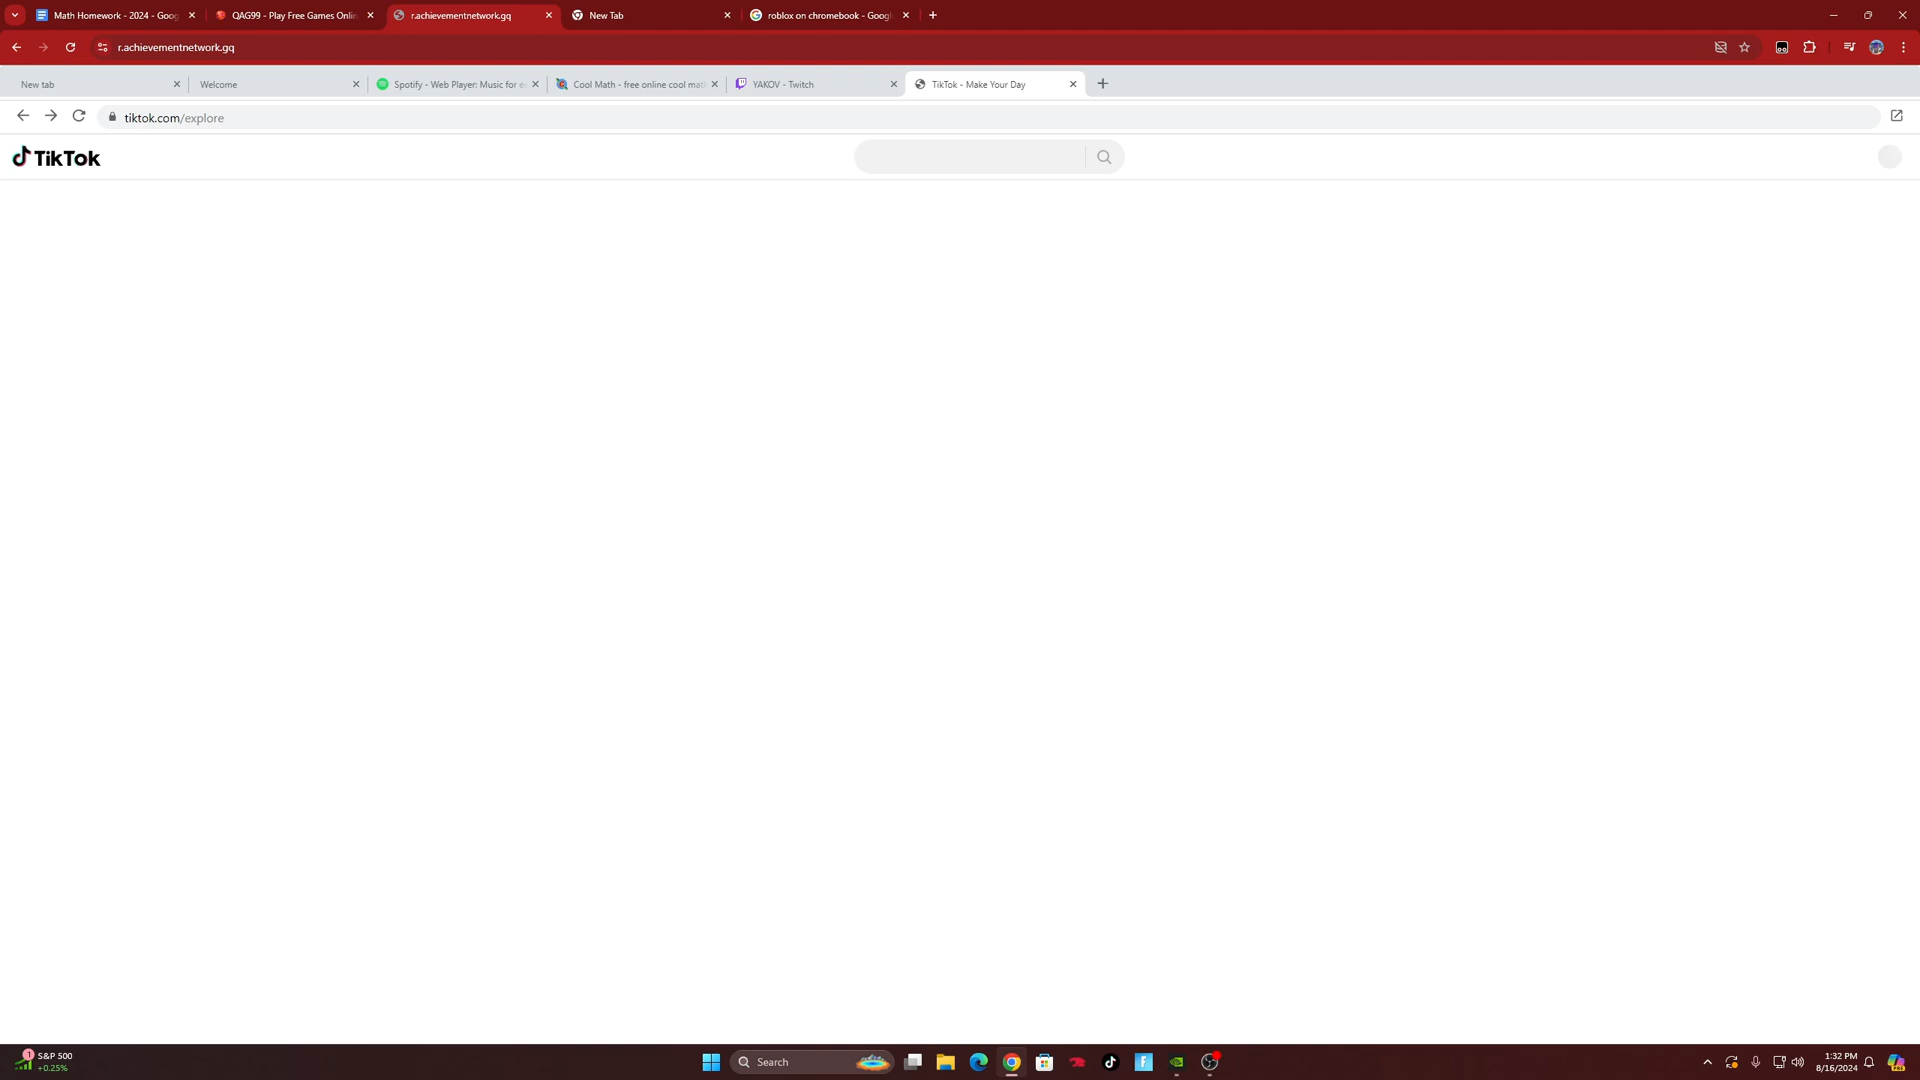 Math Homework - 2024 - Goog
QAG99 - Play Free Games Onlin
r.achievementnetwork.gq
New Tab
roblox on chromebook - Googl
r.achievementnetwork.gq
New tab
Welcome
Spotify - Web Player: Music for e
Cool Math - free online cool mat
YAKOV - Twitch
TikTok - Make Your Day
tiktok.com/explore
TikTok
1
S&P 500
+0.25%
Search
1:32 PM
8/16/2024